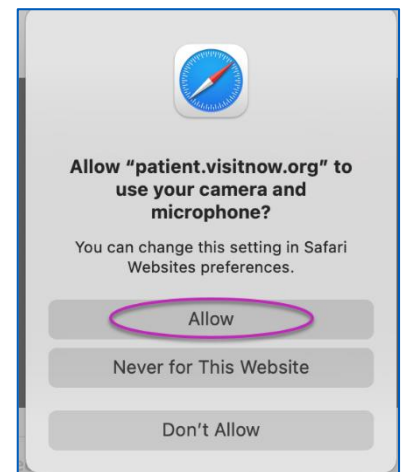 Allow “patient.visitnow.org” to
use your camera and
microphone?
You can change this setting in Safari
Websites preferences.
Allow
Never for This Website
Don’t Allow